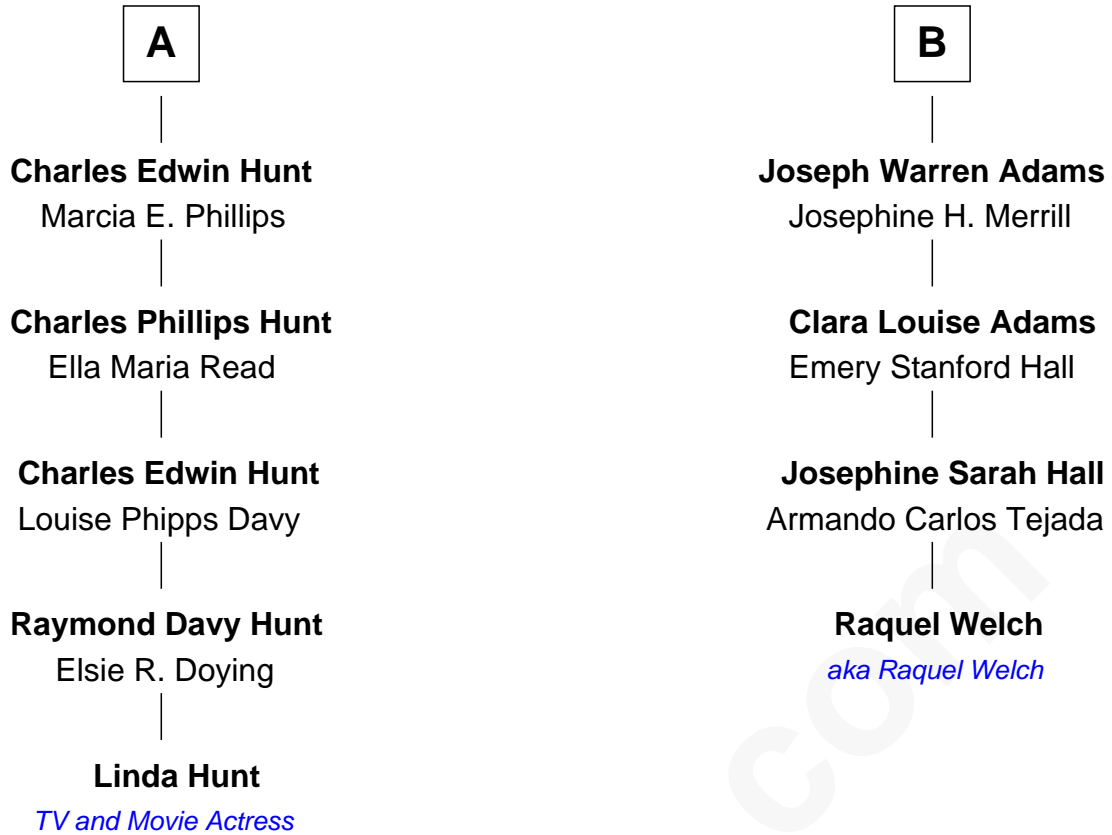 A
Charles Edwin Hunt
Marcia E. Phillips
Charles Phillips Hunt
Ella Maria Read
Charles Edwin Hunt
Louise Phipps Davy
Raymond Davy Hunt
Elsie R. Doying
Linda Hunt
TV and Movie Actress
B
Joseph Warren Adams
Josephine H. Merrill
Clara Louise Adams
Emery Stanford Hall
Josephine Sarah Hall
Armando Carlos Tejada
Raquel Welch
aka Raquel Welch
com